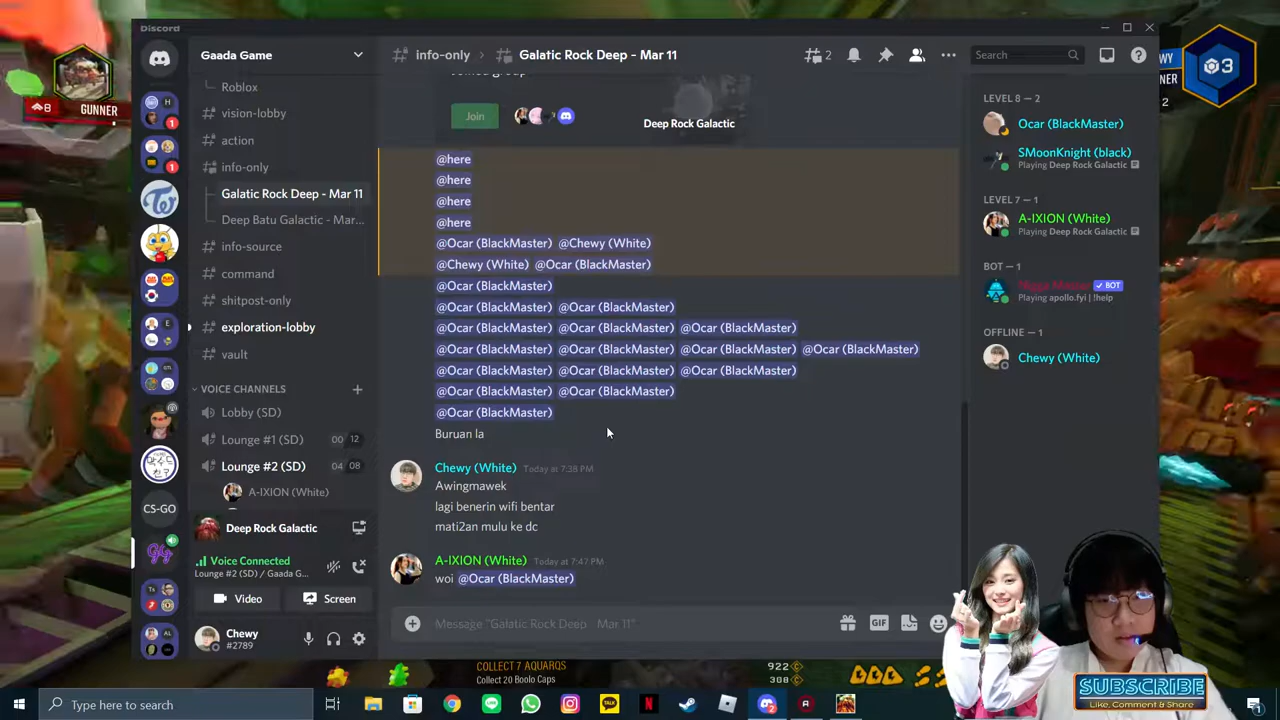 Discord
Gaada Game
Roblox
vision-lobby
action
info-only
Galatic Rock Deep - Mar 11
Deep Batu Galactic - Mar...
info-source
command
shitpost-only
exploration-lobby
vault
VOICE CHANNELS
Lobby (SD)
Lounge #1 (SD) 00 12
Lounge #2 (SD) 04 08
A-IXION (White)
Deep Rock Galactic
Voice Connected
Lounge #2 (SD) / Gaada G...
Video Screen
Chewy
#2789
CS-GO
info-only > Galatic Rock Deep - Mar 11
2
Search
Join
Deep Rock Galactic
@here
@here
@here
@here
@Ocar (BlackMaster) @Chewy (White)
@Chewy (White) @Ocar (BlackMaster)
@Ocar (BlackMaster)
@Ocar (BlackMaster) @Ocar (BlackMaster)
@Ocar (BlackMaster) @Ocar (BlackMaster) @Ocar (BlackMaster)
@Ocar (BlackMaster) @Ocar (BlackMaster) @Ocar (BlackMaster) @Ocar (BlackMaster)
@Ocar (BlackMaster) @Ocar (BlackMaster) @Ocar (BlackMaster)
@Ocar (BlackMaster) @Ocar (BlackMaster)
@Ocar (BlackMaster)
Buruan la
Chewy (White) Today at 7:38 PM
Awingmawek
lagi benerin wifi bentar
mati2an mulu ke dc
A-IXION (White) Today at 7:47 PM
woi @Ocar (BlackMaster)
Message "Galatic Rock Deep - Mar 11"
GIF
LEVEL 8 — 2
Ocar (BlackMaster)
SMoonKnight (black)
Playing Deep Rock Galactic
LEVEL 7 — 1
A-IXION (White)
Playing Deep Rock Galactic
BOT — 1
BOT
Playing apollo.fyi | !help
OFFLINE — 1
Chewy (White)
8
GUNNER
3
2
COLLECT 7 AQUARQS
Collect 20 Boolo Caps
922
388
SUBSCRIBE
Like, Comment & Share
Type here to search
TALK
N